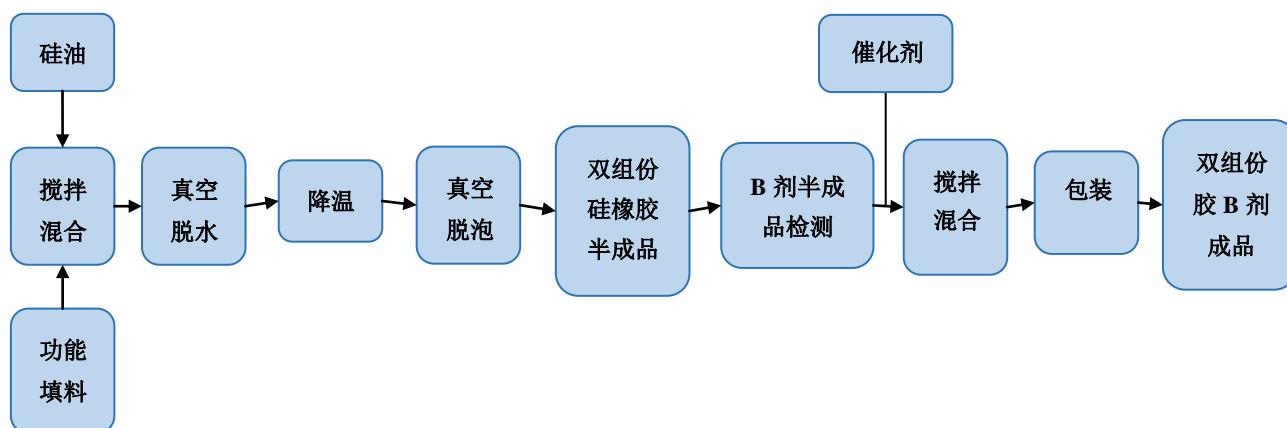 硅油
催化剂
搅拌
混合
真空
脱水
降温
真空
脱泡
双组份
硅橡胶
半成品
B 剂半成
品检测
搅拌
混合
包装
双组份
胶 B 剂
成品
功能
填料